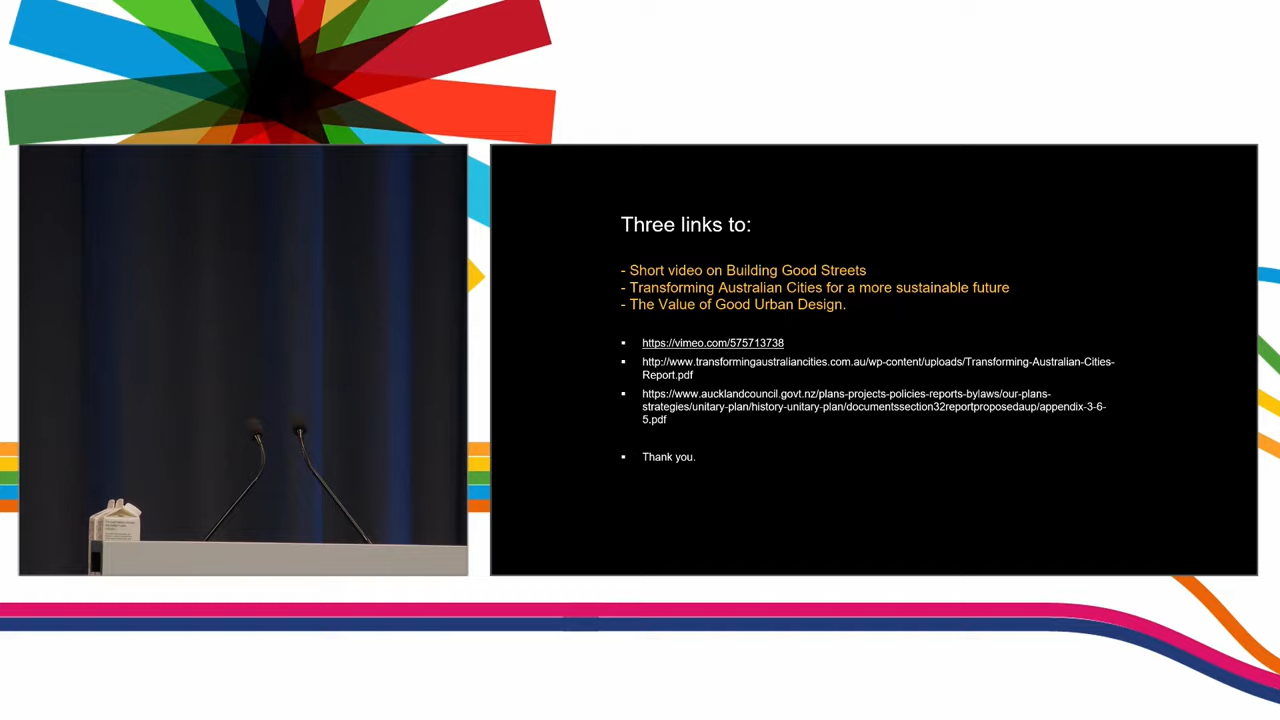 Three links to:
- Short video on Building Good Streets
- Transforming Australian Cities for a more sustainable future
- The Value of Good Urban Design.
▪ https://vimeo.com/575713738
▪ http://www.transformingaustraliancities.com.au/wp-content/uploads/Transforming-Australian-Cities-
Report.pdf
▪ https://www.aucklandcouncil.govt.nz/plans-projects-policies-reports-bylaws/our-plans-
strategies/unitary-plan/history-unitary-plan/documentssection32reportproposedaup/appendix-3-6-
5.pdf
▪ Thank you.